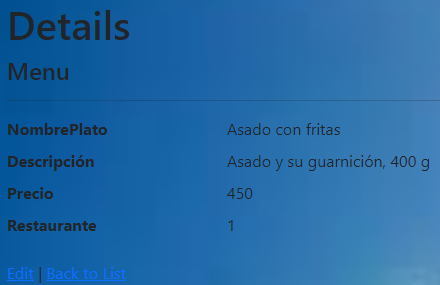 Details
Menu
NombrePlato Asado con fritas
Descripción Asado y su guarnición, 400 g
Precio 450
Restaurante 1
Edit | Back to List